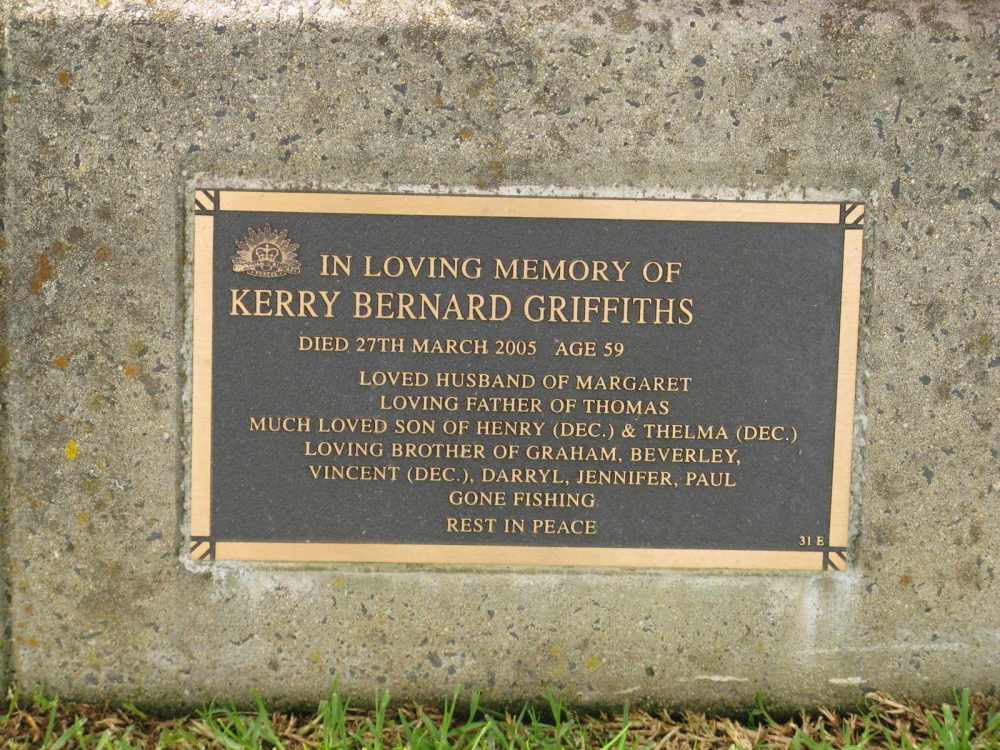 IN LOVING MEMORY OF
KERRY BERNARD GRIFFITHS
DIED 27TH MARCH 2005 AGE 59
LOVED HUSBAND OF MARGARET
LOVING FATHER OF THOMAS
MUCH LOVED SON OF HENRY (DEC.) & THELMA (DEC.)
LOVING BROTHER OF GRAHAM, BEVERLEY,
VINCENT (DEC.), DARRYL, JENNIFER, PAUL
GONE FISHING
REST IN PEACE
31 E